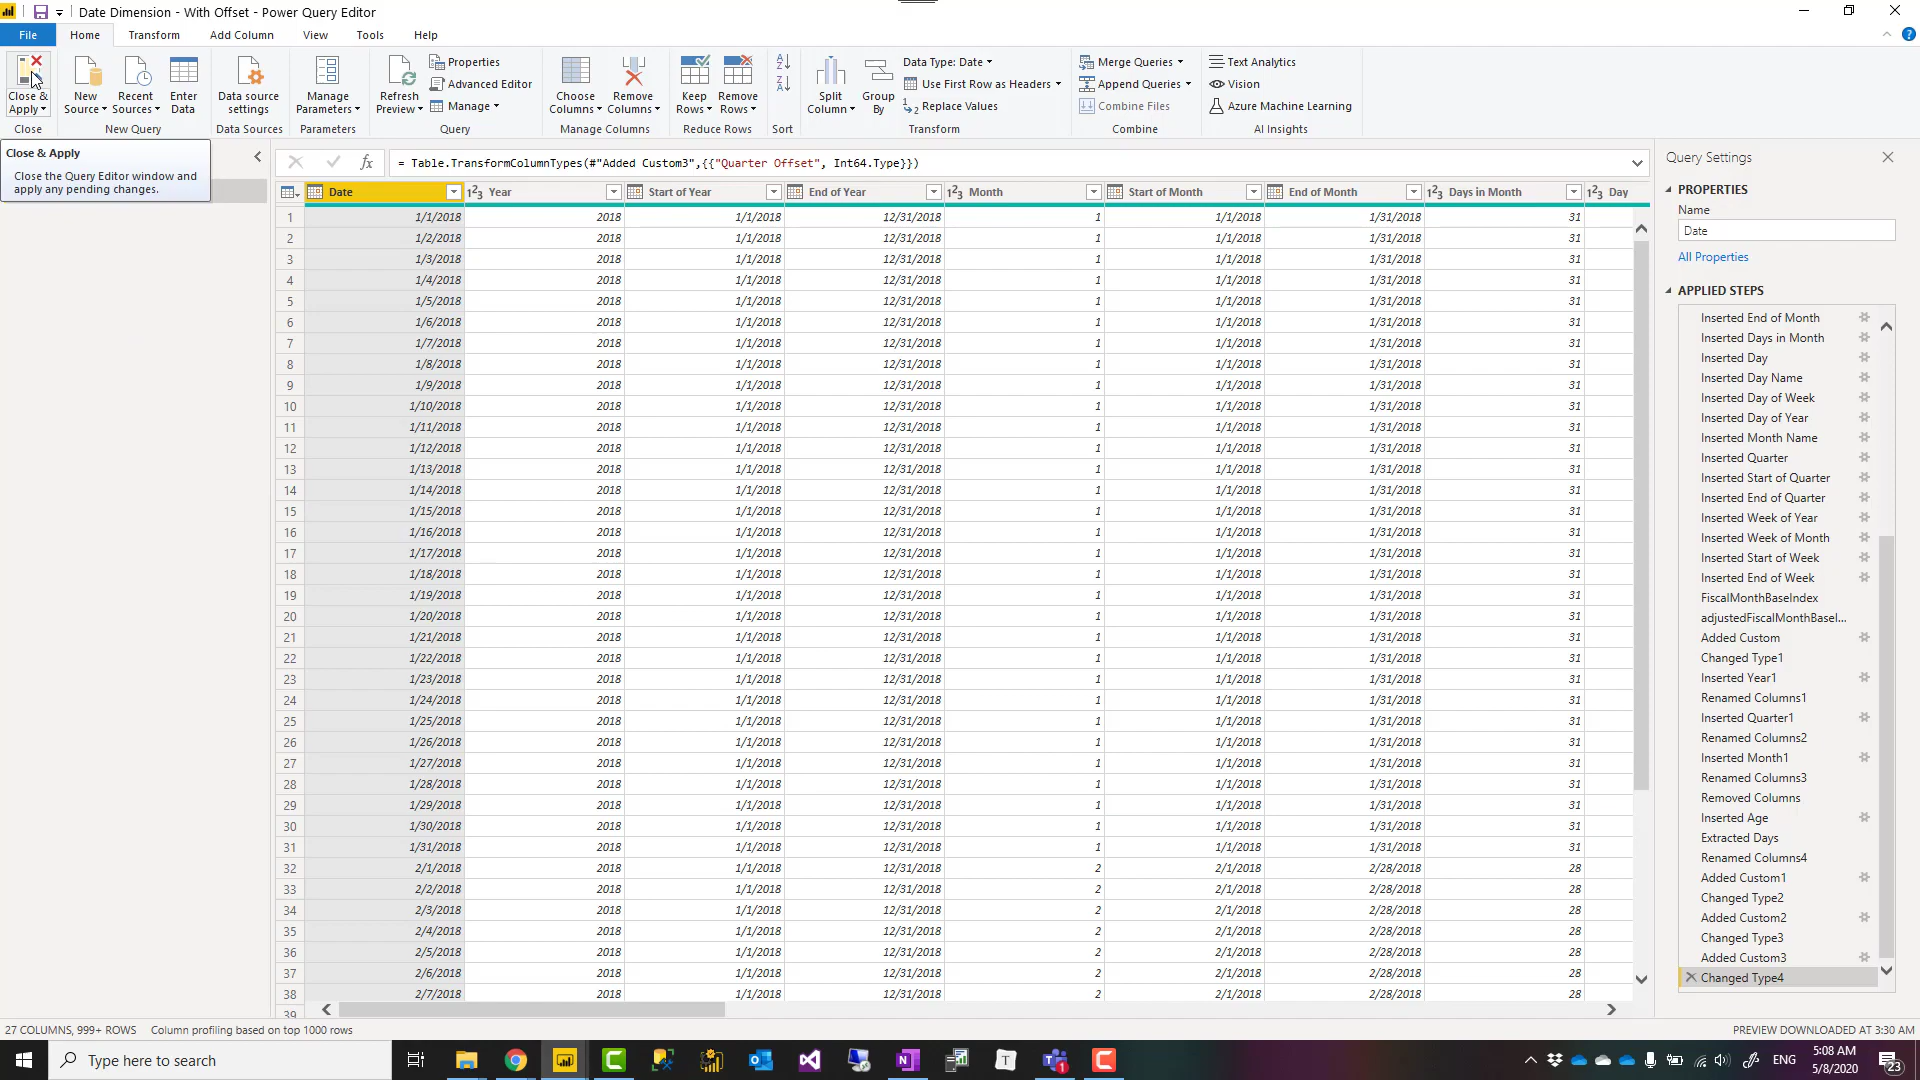 Date Dimension - With Offset - Power Query Editor
File Home Transform Add Column View Tools Help
Close & Apply
New Source
Recent Sources
Enter Data
Data source settings
Manage Parameters
Refresh Preview
Properties
Advanced Editor
Manage
Choose Columns
Remove Columns
Keep Rows
Remove Rows
Split Column
Group By
Data Type: Date
Use First Row as Headers
Replace Values
Merge Queries
Append Queries
Combine Files
Text Analytics
Vision
Azure Machine Learning
Close New Query Data Sources Parameters Query Manage Columns Reduce Rows Sort Transform Combine AI Insights
Close & Apply
Close the Query Editor window and
apply any pending changes.
fx = Table.TransformColumnTypes(#"Added Custom3",{{"Quarter Offset", Int64.Type}})
Date Year Start of Year End of Year Month Start of Month End of Month Days in Month Day
1 1/1/2018 2018 1/1/2018 12/31/2018 1 1/1/2018 1/31/2018 31
2 1/2/2018 2018 1/1/2018 12/31/2018 1 1/1/2018 1/31/2018 31
3 1/3/2018 2018 1/1/2018 12/31/2018 1 1/1/2018 1/31/2018 31
4 1/4/2018 2018 1/1/2018 12/31/2018 1 1/1/2018 1/31/2018 31
5 1/5/2018 2018 1/1/2018 12/31/2018 1 1/1/2018 1/31/2018 31
6 1/6/2018 2018 1/1/2018 12/31/2018 1 1/1/2018 1/31/2018 31
7 1/7/2018 2018 1/1/2018 12/31/2018 1 1/1/2018 1/31/2018 31
8 1/8/2018 2018 1/1/2018 12/31/2018 1 1/1/2018 1/31/2018 31
9 1/9/2018 2018 1/1/2018 12/31/2018 1 1/1/2018 1/31/2018 31
10 1/10/2018 2018 1/1/2018 12/31/2018 1 1/1/2018 1/31/2018 31
11 1/11/2018 2018 1/1/2018 12/31/2018 1 1/1/2018 1/31/2018 31
12 1/12/2018 2018 1/1/2018 12/31/2018 1 1/1/2018 1/31/2018 31
13 1/13/2018 2018 1/1/2018 12/31/2018 1 1/1/2018 1/31/2018 31
14 1/14/2018 2018 1/1/2018 12/31/2018 1 1/1/2018 1/31/2018 31
15 1/15/2018 2018 1/1/2018 12/31/2018 1 1/1/2018 1/31/2018 31
16 1/16/2018 2018 1/1/2018 12/31/2018 1 1/1/2018 1/31/2018 31
17 1/17/2018 2018 1/1/2018 12/31/2018 1 1/1/2018 1/31/2018 31
18 1/18/2018 2018 1/1/2018 12/31/2018 1 1/1/2018 1/31/2018 31
19 1/19/2018 2018 1/1/2018 12/31/2018 1 1/1/2018 1/31/2018 31
20 1/20/2018 2018 1/1/2018 12/31/2018 1 1/1/2018 1/31/2018 31
21 1/21/2018 2018 1/1/2018 12/31/2018 1 1/1/2018 1/31/2018 31
22 1/22/2018 2018 1/1/2018 12/31/2018 1 1/1/2018 1/31/2018 31
23 1/23/2018 2018 1/1/2018 12/31/2018 1 1/1/2018 1/31/2018 31
24 1/24/2018 2018 1/1/2018 12/31/2018 1 1/1/2018 1/31/2018 31
25 1/25/2018 2018 1/1/2018 12/31/2018 1 1/1/2018 1/31/2018 31
26 1/26/2018 2018 1/1/2018 12/31/2018 1 1/1/2018 1/31/2018 31
27 1/27/2018 2018 1/1/2018 12/31/2018 1 1/1/2018 1/31/2018 31
28 1/28/2018 2018 1/1/2018 12/31/2018 1 1/1/2018 1/31/2018 31
29 1/29/2018 2018 1/1/2018 12/31/2018 1 1/1/2018 1/31/2018 31
30 1/30/2018 2018 1/1/2018 12/31/2018 1 1/1/2018 1/31/2018 31
31 1/31/2018 2018 1/1/2018 12/31/2018 1 1/1/2018 1/31/2018 31
32 2/1/2018 2018 1/1/2018 12/31/2018 2 2/1/2018 2/28/2018 28
33 2/2/2018 2018 1/1/2018 12/31/2018 2 2/1/2018 2/28/2018 28
34 2/3/2018 2018 1/1/2018 12/31/2018 2 2/1/2018 2/28/2018 28
35 2/4/2018 2018 1/1/2018 12/31/2018 2 2/1/2018 2/28/2018 28
36 2/5/2018 2018 1/1/2018 12/31/2018 2 2/1/2018 2/28/2018 28
37 2/6/2018 2018 1/1/2018 12/31/2018 2 2/1/2018 2/28/2018 28
38 2/7/2018 2018 1/1/2018 12/31/2018 2 2/1/2018 2/28/2018 28
39
Query Settings
PROPERTIES
Name
Date
All Properties
APPLIED STEPS
Inserted End of Month
Inserted Days in Month
Inserted Day
Inserted Day Name
Inserted Day of Week
Inserted Day of Year
Inserted Month Name
Inserted Quarter
Inserted Start of Quarter
Inserted End of Quarter
Inserted Week of Year
Inserted Week of Month
Inserted Start of Week
Inserted End of Week
FiscalMonthBaseIndex
adjustedFiscalMonthBaseI...
Added Custom
Changed Type1
Inserted Year1
Renamed Columns1
Inserted Quarter1
Renamed Columns2
Inserted Month1
Renamed Columns3
Removed Columns
Inserted Age
Extracted Days
Renamed Columns4
Added Custom1
Changed Type2
Added Custom2
Changed Type3
Added Custom3
Changed Type4
27 COLUMNS, 999+ ROWS Column profiling based on top 1000 rows PREVIEW DOWNLOADED AT 3:30 AM
Type here to search
ENG
5:08 AM
5/8/2020
23